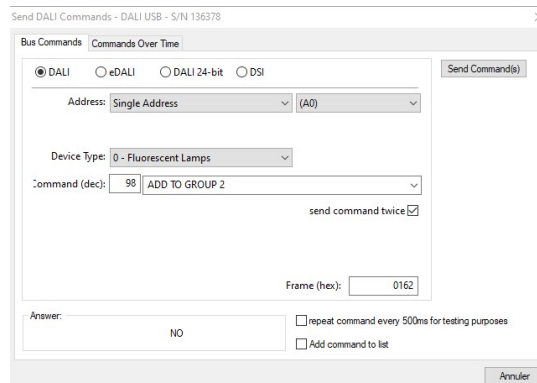 Send DALI Commands - DALI USB - S/N 136378
Bus Commands Commands Over Time
DALI eDALI DALI 24-bit DSI
Send Command(s)
Address: Single Address (A0)
Device Type: 0 - Fluorescent Lamps
Command (dec): 98 ADD TO GROUP 2
send command twice
Frame (hex): 0162
Answer:
NO
repeat command every 500ms for testing purposes
Add command to list
Annuler